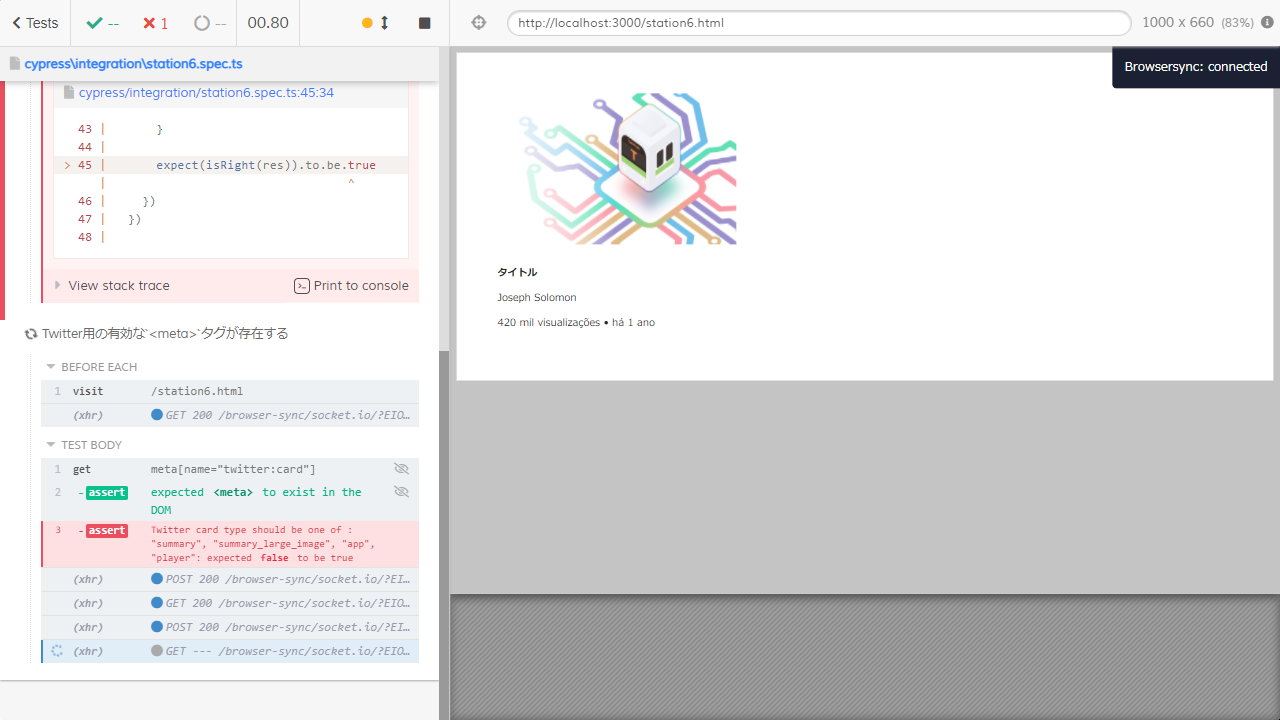 Tests
--
1
--
00.80
http://localhost:3000/station6.html
1000 x 660 (83%)
cypress\integration\station6.spec.ts
Browsersync: connected
cypress/integration/station6.spec.ts:45:34
43 | }
44 |
> 45 | expect(isRight(res)).to.be.true
| ^
46 | })
47 | })
48 |
View stack trace
Print to console
Twitter用の有効な`<meta>`タグが存在する
BEFORE EACH
1 visit /station6.html
(xhr) GET 200 /browser-sync/socket.io/?EIO…
TEST BODY
1 get meta[name="twitter:card"]
2 -assert expected <meta> to exist in the
DOM
3 -assert Twitter card type should be one of :
"summary", "summary_large_image", "app",
"player": expected false to be true
(xhr) POST 200 /browser-sync/socket.io/?EI…
(xhr) GET 200 /browser-sync/socket.io/?EIO…
(xhr) POST 200 /browser-sync/socket.io/?EI…
(xhr) GET --- /browser-sync/socket.io/?EIO…
T
タイトル
Joseph Solomon
420 mil visualizações • há 1 ano